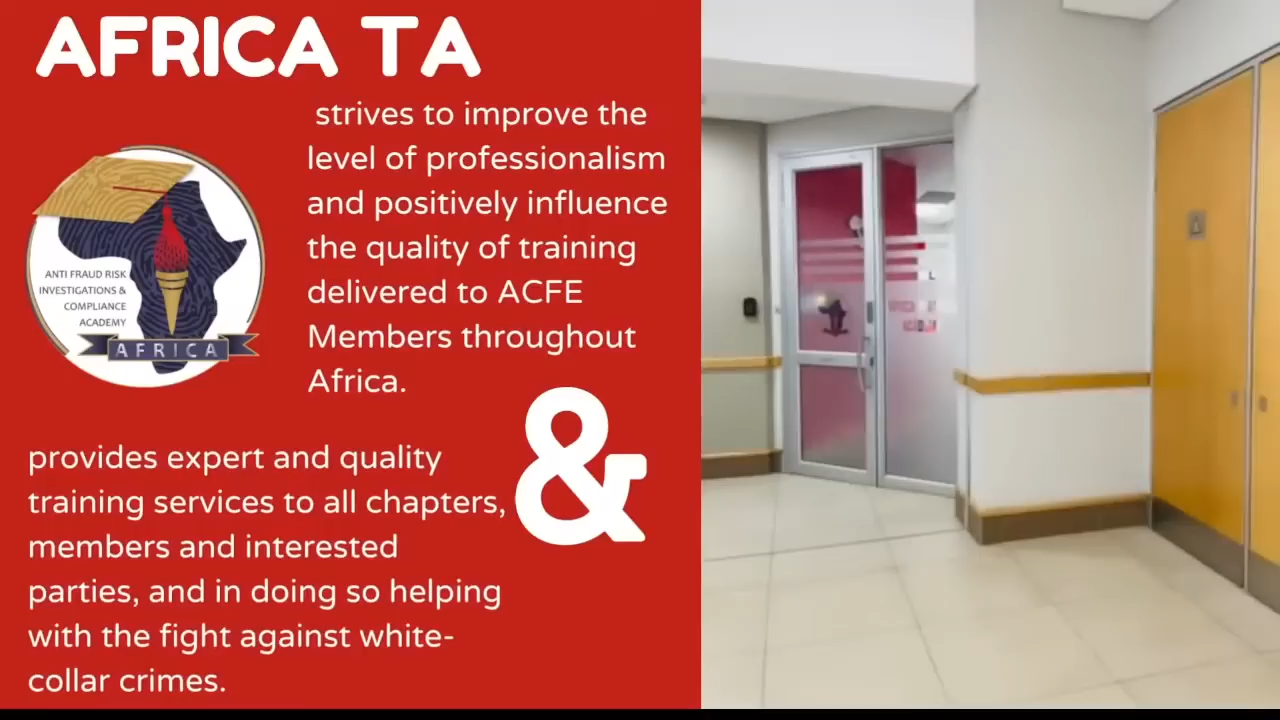 AFRICA TA
strives to improve the
level of professionalism
and positively influence
the quality of training
delivered to ACFE
Members throughout
Africa.
ANTI FRAUD RISK
INVESTIGATIONS &
COMPLIANCE
ACADEMY
AFRICA
&
provides expert and quality
training services to all chapters,
members and interested
parties, and in doing so helping
with the fight against white-
collar crimes.